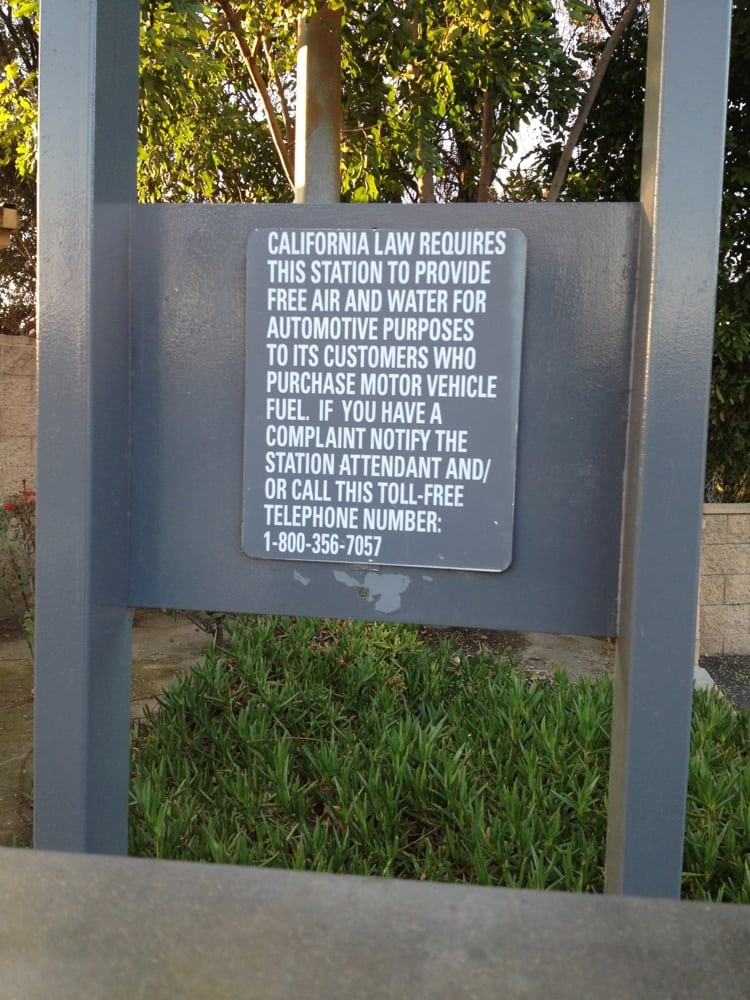 CALIFORNIA LAW REQUIRES
THIS STATION TO PROVIDE
FREE AIR AND WATER FOR
AUTOMOTIVE PURPOSES
TO ITS CUSTOMERS WHO
PURCHASE MOTOR VEHICLE
FUEL. IF YOU HAVE A
COMPLAINT NOTIFY THE
STATION ATTENDANT AND/
OR CALL THIS TOLL-FREE
TELEPHONE NUMBER:
1-800-356-7057